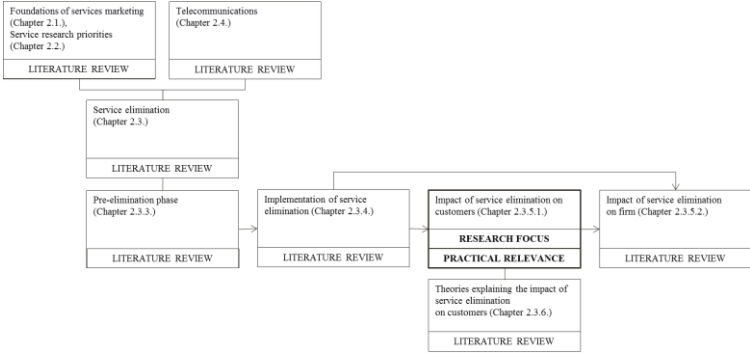 Foundations of services marketing
(Chapter 2.1.),
Service research priorities
(Chapter 2.2.)
LITERATURE REVIEW
Telecommunications
(Chapter 2.4.)
LITERATURE REVIEW
Service elimination
(Chapter 2.3.)
LITERATURE REVIEW
Pre-elimination phase
(Chapter 2.3.3.)
LITERATURE REVIEW
Implementation of service
elimination (Chapter 2.3.4.)
LITERATURE REVIEW
Impact of service elimination on
customers (Chapter 2.3.5.1.)
RESEARCH FOCUS
PRACTICAL RELEVANCE
Impact of service elimination
on firm (Chapter 2.3.5.2.)
LITERATURE REVIEW
Theories explaining the impact of
service elimination
on customers (Chapter 2.3.6.)
LITERATURE REVIEW